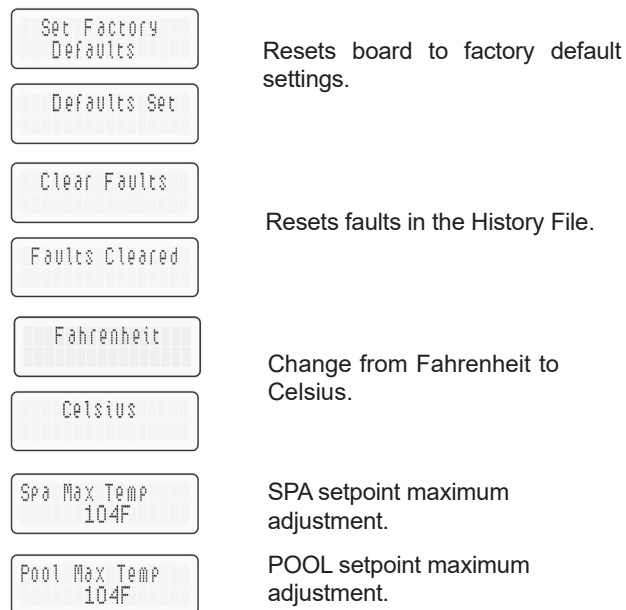 Set Factory
Defaults
Resets board to factory default
settings.
Defaults Set
Clear Faults
Resets faults in the History File.
Faults Cleared
Fahrenheit
Change from Fahrenheit to
Celsius.
Celsius
Spa Max Temp
104F
SPA setpoint maximum
adjustment.
Pool Max Temp
104F
POOL setpoint maximum
adjustment.